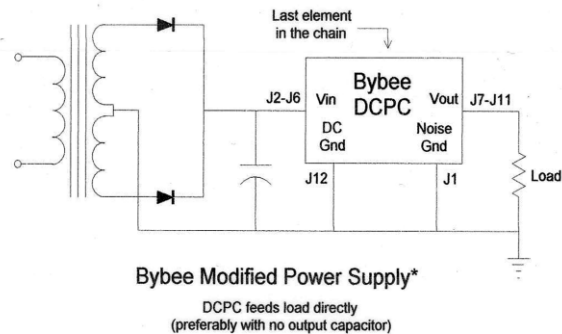 Last element
in the chain
Bybee
DCPC
J2-J6
Vin
Vout
J7-J11
DC
Gnd
Noise
Gnd
J12
J1
Load
Bybee Modified Power Supply*
DCPC feeds load directly
(preferably with no output capacitor)